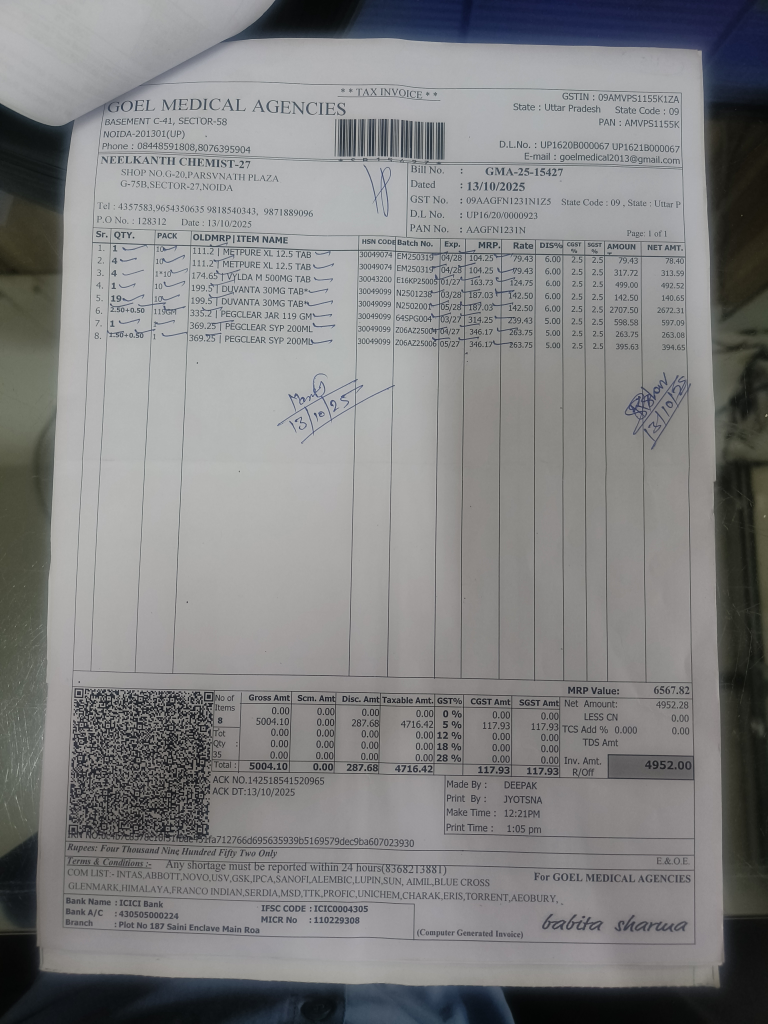 * * TAX INVOICE * *
GOEL MEDICAL AGENCIES
BASEMENT C-41, SECTOR-58
NOIDA-201301(UP)
Phone : 08448591808,8076395904
GSTIN : 09AMVPS1155K1ZA
State : Uttar Pradesh State Code : 09
PAN : AMVPS1155K
D.L.No. : UP1620B000067 UP1621B000067
E-mail : goelmedical2013@gmail.com
NEELKANTH CHEMIST-27
SHOP NO.G-20,PARSVNATH PLAZA
G-75B,SECTOR-27,NOIDA
Tel : 4357583,9654350635 9818540343, 9871889096
P.O No. : 128312 Date : 13/10/2025
Bill No. : GMA-25-15427
Dated : 13/10/2025
GST No. : 09AAGFN1231N1Z5 State Code : 09 , State : Uttar P
D.L No. : UP16/20/0000923
PAN No. : AAGFN1231N Page: 1 of 1
Sr. QTY. PACK OLDMRP|ITEM NAME HSN CODE Batch No. Exp. MRP. Rate DIS% CGST % SGST % AMOUN NET AMT.
1. 1 10 111.2 | METPURE XL 12.5 TAB 30049074 EM250319 04/28 104.25 79.43 6.00 2.5 2.5 79.43 78.40
2. 4 10 111.2 | METPURE XL 12.5 TAB 30049074 EM250319 04/28 104.25 79.43 6.00 2.5 2.5 317.72 313.59
3. 4 1*10 174.65 | VYLDA M 500MG TAB 30043200 E16KP25005 01/27 163.73 124.75 6.00 2.5 2.5 499.00 492.52
4. 1 10 199.5 | DUVANTA 30MG TAB* 30049099 N2501238 03/28 187.03 142.50 6.00 2.5 2.5 142.50 140.65
5. 19 10 199.5 | DUVANTA 30MG TAB* 30049099 N2502001 05/28 187.03 142.50 6.00 2.5 2.5 2707.50 2672.31
6. 2.50+0.50 119GM 335.2 | PEGCLEAR JAR 119 GM 30049099 64SPG004 03/27 314.25 239.43 5.00 2.5 2.5 598.58 597.09
7. 1 369.25 | PEGCLEAR SYP 200ML 30049099 Z06AZ25004 04/27 346.17 263.75 5.00 2.5 2.5 263.75 263.08
8. 1.50+0.50 1 369.25 | PEGCLEAR SYP 200ML 30049099 Z06AZ25006 05/27 346.17 263.75 5.00 2.5 2.5 395.63 394.65
13/10/25
13/10/25
No of Items 8
Tot Qty : 35
Gross Amt Scm. Amt Disc. Amt Taxable Amt. GST% CGST Amt SGST Amt
0.00 0.00 0.00 0.00 0 % 0.00 0.00
5004.10 0.00 287.68 4716.42 5 % 117.93 117.93
0.00 0.00 0.00 0.00 12 % 0.00 0.00
0.00 0.00 0.00 0.00 18 % 0.00 0.00
0.00 0.00 0.00 0.00 28 % 0.00 0.00
Total : 5004.10 0.00 287.68 4716.42 117.93 117.93
MRP Value: 6567.82
Net Amount: 4952.28
LESS CN 0.00
TCS Add % 0.000 0.00
TDS Amt
Inv. Amt. R/Off 4952.00
ACK NO.142518541520965
ACK DT:13/10/2025
Made By : DEEPAK
Print By : JYOTSNA
Make Time : 12:21PM
Print Time : 1:05 pm
Rupees: Four Thousand Nine Hundred Fifty Two Only
E.& O.E.
Terms & Conditions :- Any shortage must be reported within 24 hours(8368213881)
COM LIST:- INTAS,ABBOTT,NOVO,USV,GSK,IPCA,SANOFI,ALEMBIC,LUPIN,SUN, AIMIL,BLUE CROSS
GLENMARK,HIMALAYA,FRANCO INDIAN,SERDIA,MSD,TTK,PROFIC,UNICHEM,CHARAK,ERIS,TORRENT,AEOBURY, ,
For GOEL MEDICAL AGENCIES
Bank Name : ICICI Bank IFSC CODE : ICIC0004305
Bank A/C : 430505000224 MICR No : 110229308
Branch : Plot No 187 Saini Enclave Main Roa
(Computer Generated Invoice)
babita sharma